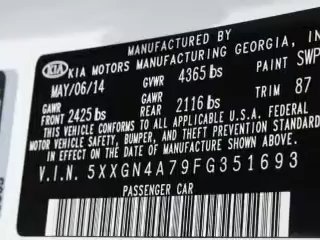 MANUFACTURED BY
KIA KIA MOTORS MANUFACTURING GEORGIA, IN
MAY/06/14 GVWR 4365 lbs PAINT SWP
GAWR FRONT 2425 lbs GAWR REAR 2116 lbs TRIM 87
THIS VEHICLE CONFORMS TO ALL APPLICABLE U.S.A. FEDERAL
MOTOR VEHICLE SAFETY, BUMPER, AND THEFT PREVENTION STANDARD
IN EFFECT ON THE DATE OF MANUFACTURE SHOWN ABOVE.
V.I.N. 5XXGN4A79FG351693
PASSENGER CAR